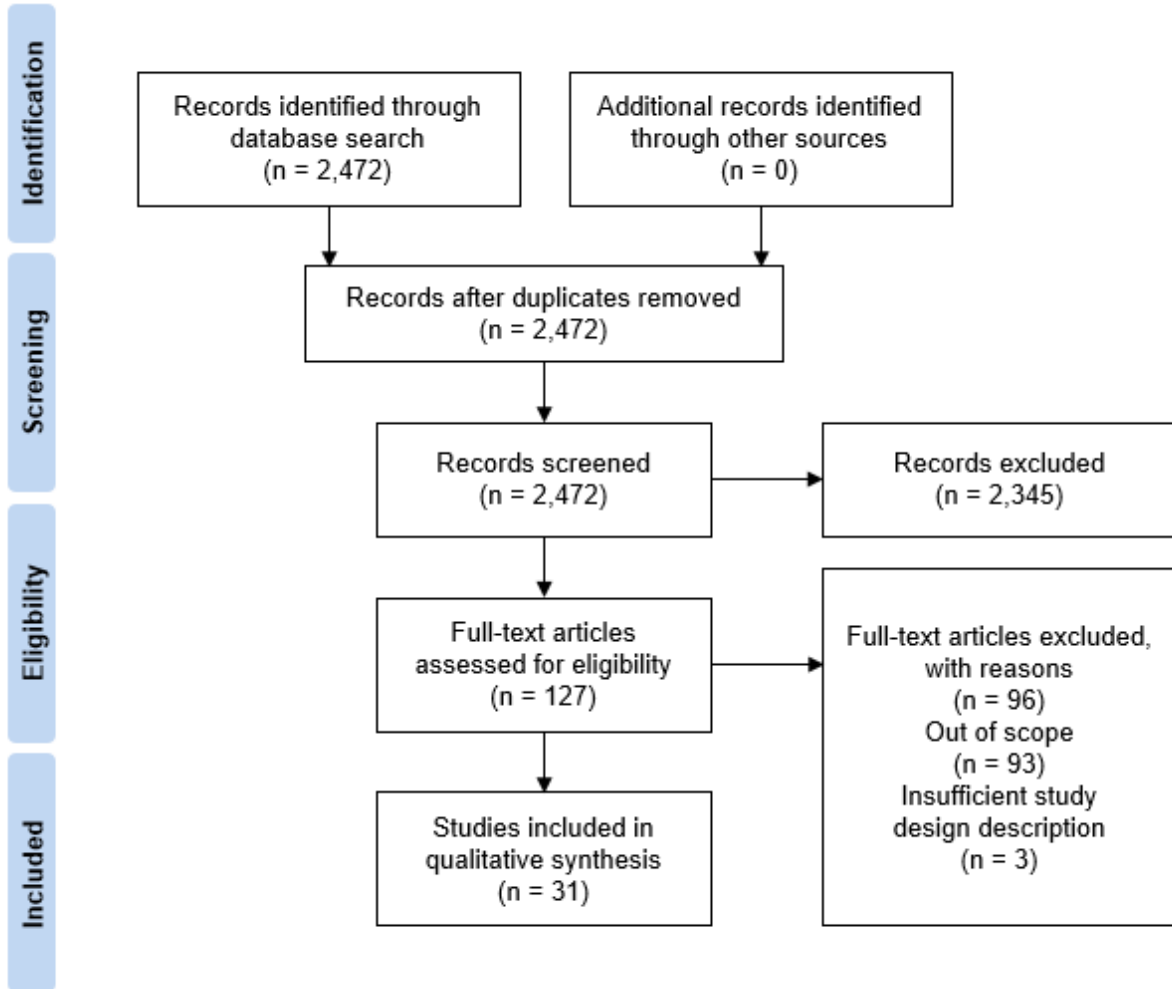 Identification
Records identified through
database search
(n = 2,472)
Additional records identified
through other sources
(n = 0)
Screening
Records after duplicates removed
(n = 2,472)
Records screened
(n = 2,472)
Records excluded
(n = 2,345)
Eligibility
Full-text articles
assessed for eligibility
(n = 127)
Full-text articles excluded,
with reasons
(n = 96)
Out of scope
(n = 93)
Insufficient study
design description
(n = 3)
Included
Studies included in
qualitative synthesis
(n = 31)